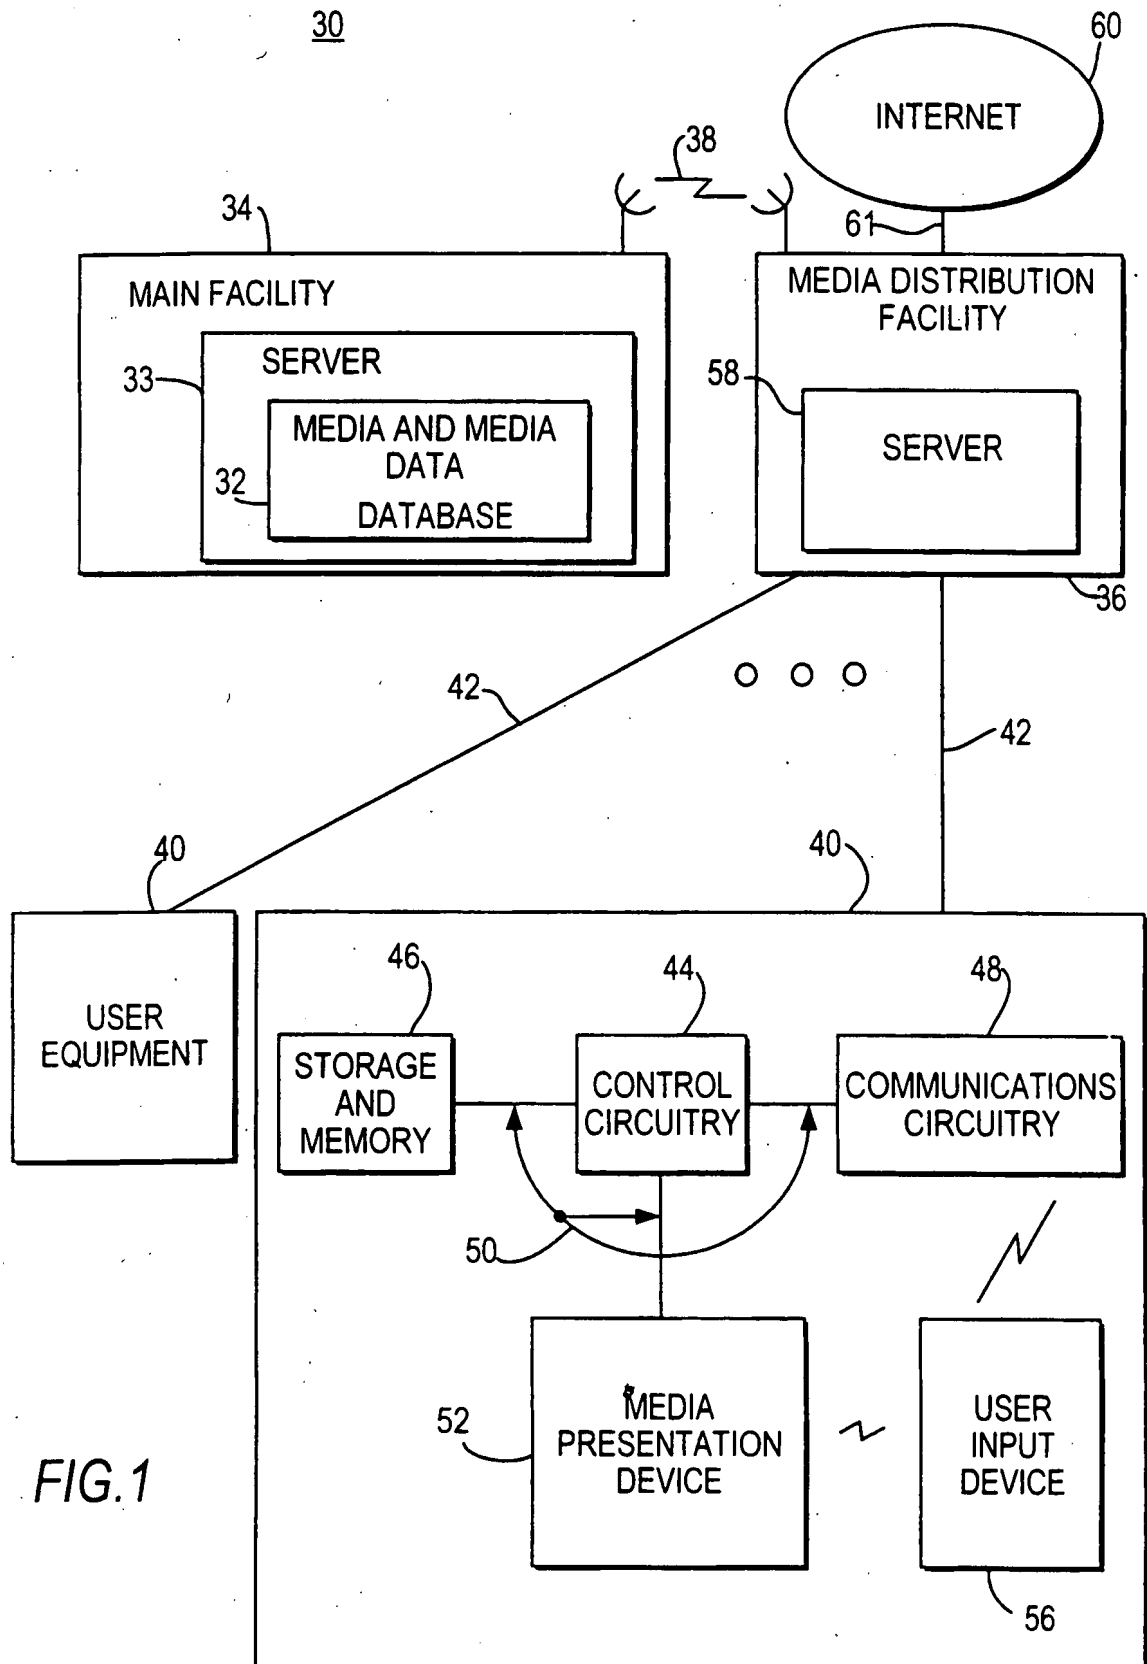 30
60
INTERNET
38
34
61
MAIN FACILITY
MEDIA DISTRIBUTION
FACILITY
33
SERVER
58
MEDIA AND MEDIA
DATA
DATABASE
32
SERVER
36
42
42
40
40
USER
EQUIPMENT
46
44
48
STORAGE
AND
MEMORY
CONTROL
CIRCUITRY
COMMUNICATIONS
CIRCUITRY
50
52
MEDIA
PRESENTATION
DEVICE
USER
INPUT
DEVICE
56
FIG.1